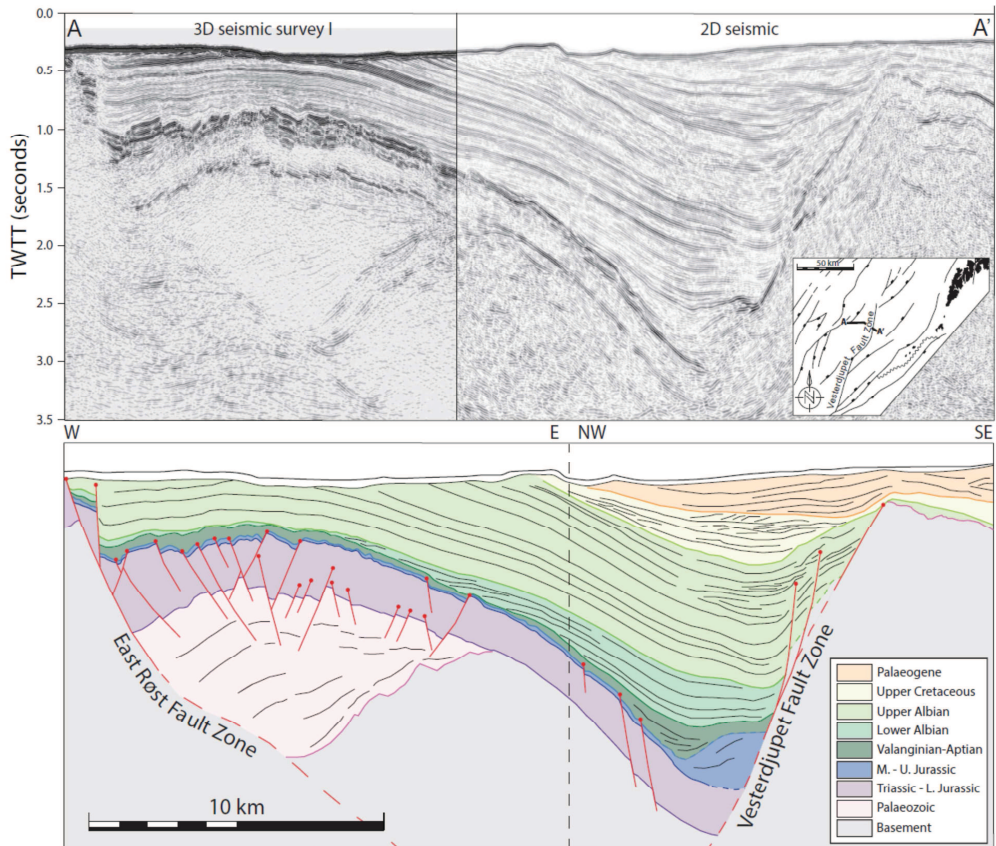 A
3D seismic survey I
2D seismic
A'
TWTT (seconds)
0.0
0.5
1.0
1.5
2.0
2.5
3.0
3.5
50 km
A
A'
N
Vesterdjupet Fault Zone
W
E
NW
SE
East Røst Fault Zone
Vesterdjupet Fault Zone
10 km
Palaeogene
Upper Cretaceous
Upper Albian
Lower Albian
Valanginian-Aptian
M. - U. Jurassic
Triassic - L. Jurassic
Palaeozoic
Basement